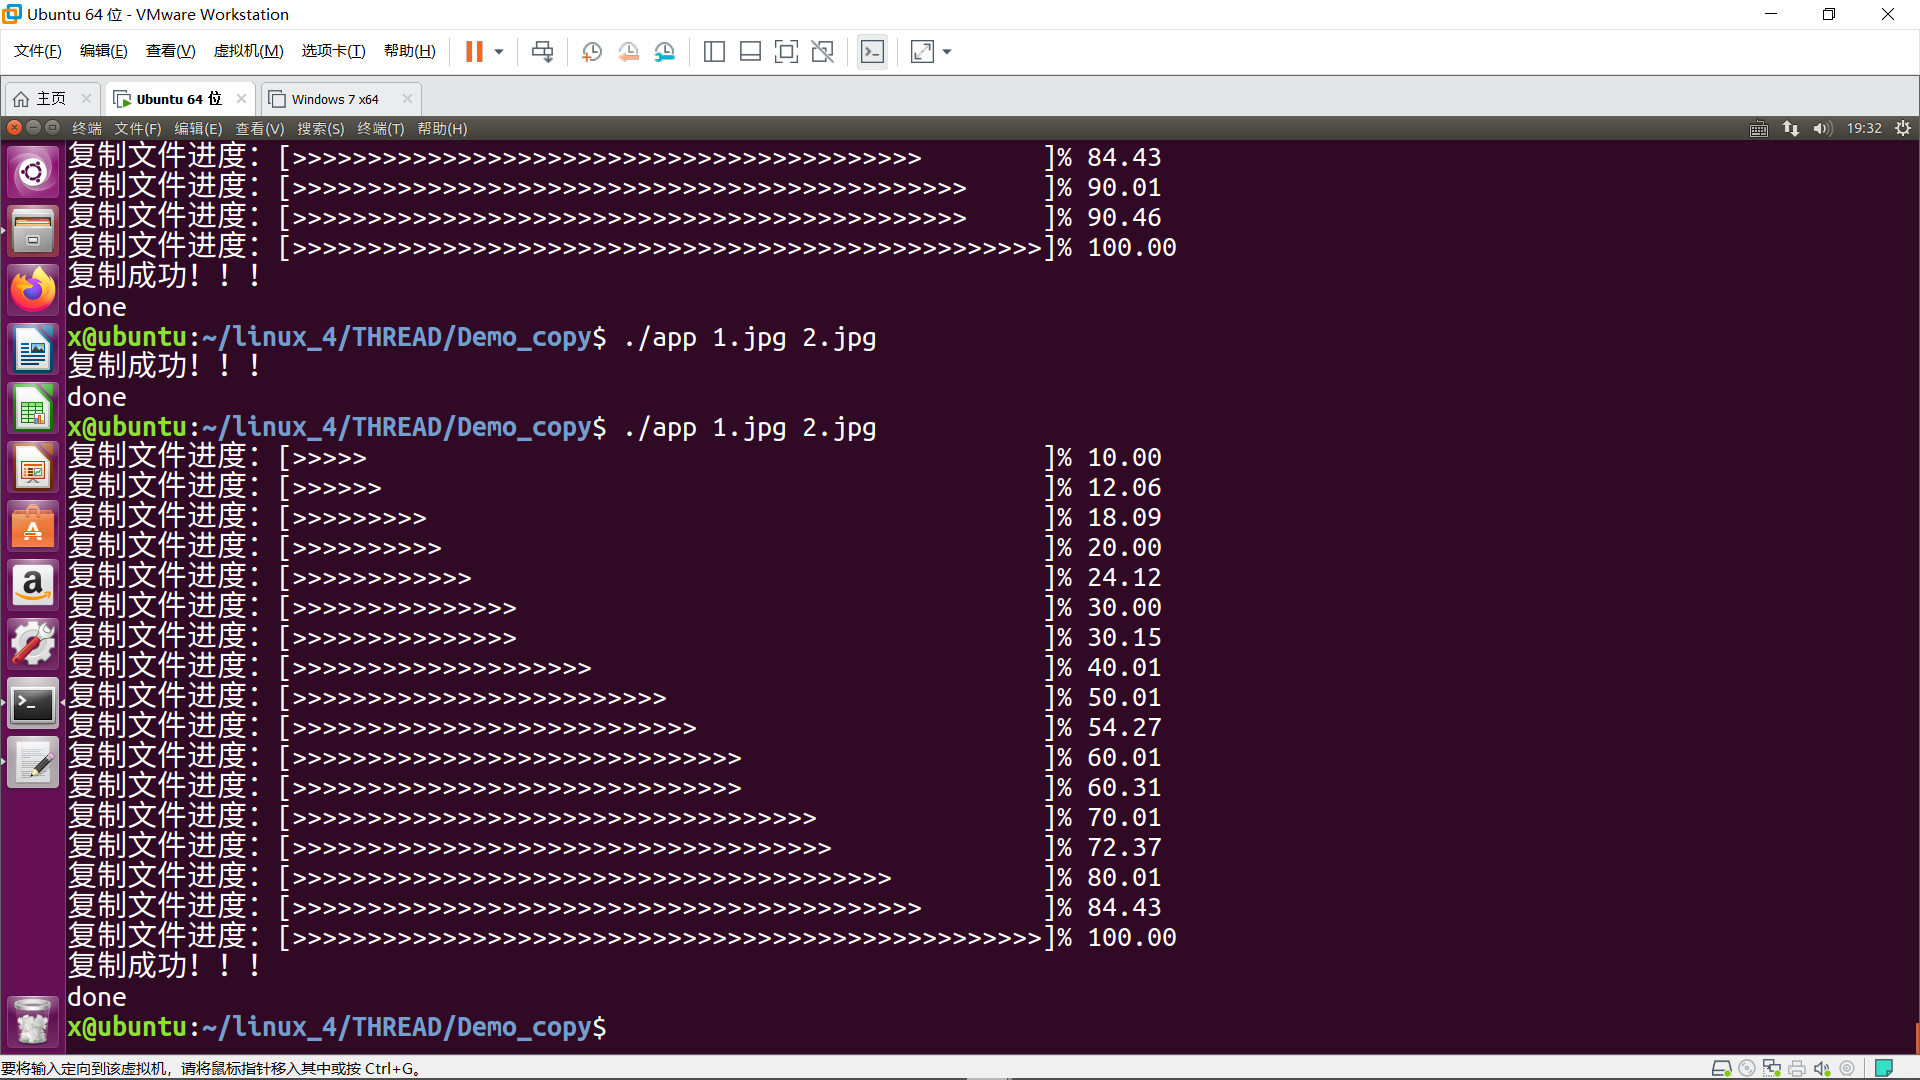 Ubuntu 64 位 - VMware Workstation
文件(F) 编辑(E) 查看(V) 虚拟机(M) 选项卡(T) 帮助(H)
主页 Ubuntu 64 位 Windows 7 x64
终端 文件(F) 编辑(E) 查看(V) 搜索(S) 终端(T) 帮助(H) 19:32
复制文件进度：[>>>>>>>>>>>>>>>>>>>>>>>>>>>>>>>>>>>>>>>>>>        ]% 84.43
复制文件进度：[>>>>>>>>>>>>>>>>>>>>>>>>>>>>>>>>>>>>>>>>>>>>>     ]% 90.01
复制文件进度：[>>>>>>>>>>>>>>>>>>>>>>>>>>>>>>>>>>>>>>>>>>>>>     ]% 90.46
复制文件进度：[>>>>>>>>>>>>>>>>>>>>>>>>>>>>>>>>>>>>>>>>>>>>>>>>>>]% 100.00
复制成功！！！
done
x@ubuntu:~/linux_4/THREAD/Demo_copy$ ./app 1.jpg 2.jpg
复制成功！！！
done
x@ubuntu:~/linux_4/THREAD/Demo_copy$ ./app 1.jpg 2.jpg
复制文件进度：[>>>>>                                             ]% 10.00
复制文件进度：[>>>>>>                                            ]% 12.06
复制文件进度：[>>>>>>>>>                                         ]% 18.09
复制文件进度：[>>>>>>>>>>                                        ]% 20.00
复制文件进度：[>>>>>>>>>>>>                                      ]% 24.12
复制文件进度：[>>>>>>>>>>>>>>>                                   ]% 30.00
复制文件进度：[>>>>>>>>>>>>>>>                                   ]% 30.15
复制文件进度：[>>>>>>>>>>>>>>>>>>>>                              ]% 40.01
复制文件进度：[>>>>>>>>>>>>>>>>>>>>>>>>>                         ]% 50.01
复制文件进度：[>>>>>>>>>>>>>>>>>>>>>>>>>>>                       ]% 54.27
复制文件进度：[>>>>>>>>>>>>>>>>>>>>>>>>>>>>>>                    ]% 60.01
复制文件进度：[>>>>>>>>>>>>>>>>>>>>>>>>>>>>>>                    ]% 60.31
复制文件进度：[>>>>>>>>>>>>>>>>>>>>>>>>>>>>>>>>>>>               ]% 70.01
复制文件进度：[>>>>>>>>>>>>>>>>>>>>>>>>>>>>>>>>>>>>              ]% 72.37
复制文件进度：[>>>>>>>>>>>>>>>>>>>>>>>>>>>>>>>>>>>>>>>>          ]% 80.01
复制文件进度：[>>>>>>>>>>>>>>>>>>>>>>>>>>>>>>>>>>>>>>>>>>        ]% 84.43
复制文件进度：[>>>>>>>>>>>>>>>>>>>>>>>>>>>>>>>>>>>>>>>>>>>>>>>>>>]% 100.00
复制成功！！！
done
x@ubuntu:~/linux_4/THREAD/Demo_copy$
要将输入定向到该虚拟机，请将鼠标指针移入其中或按 Ctrl+G。